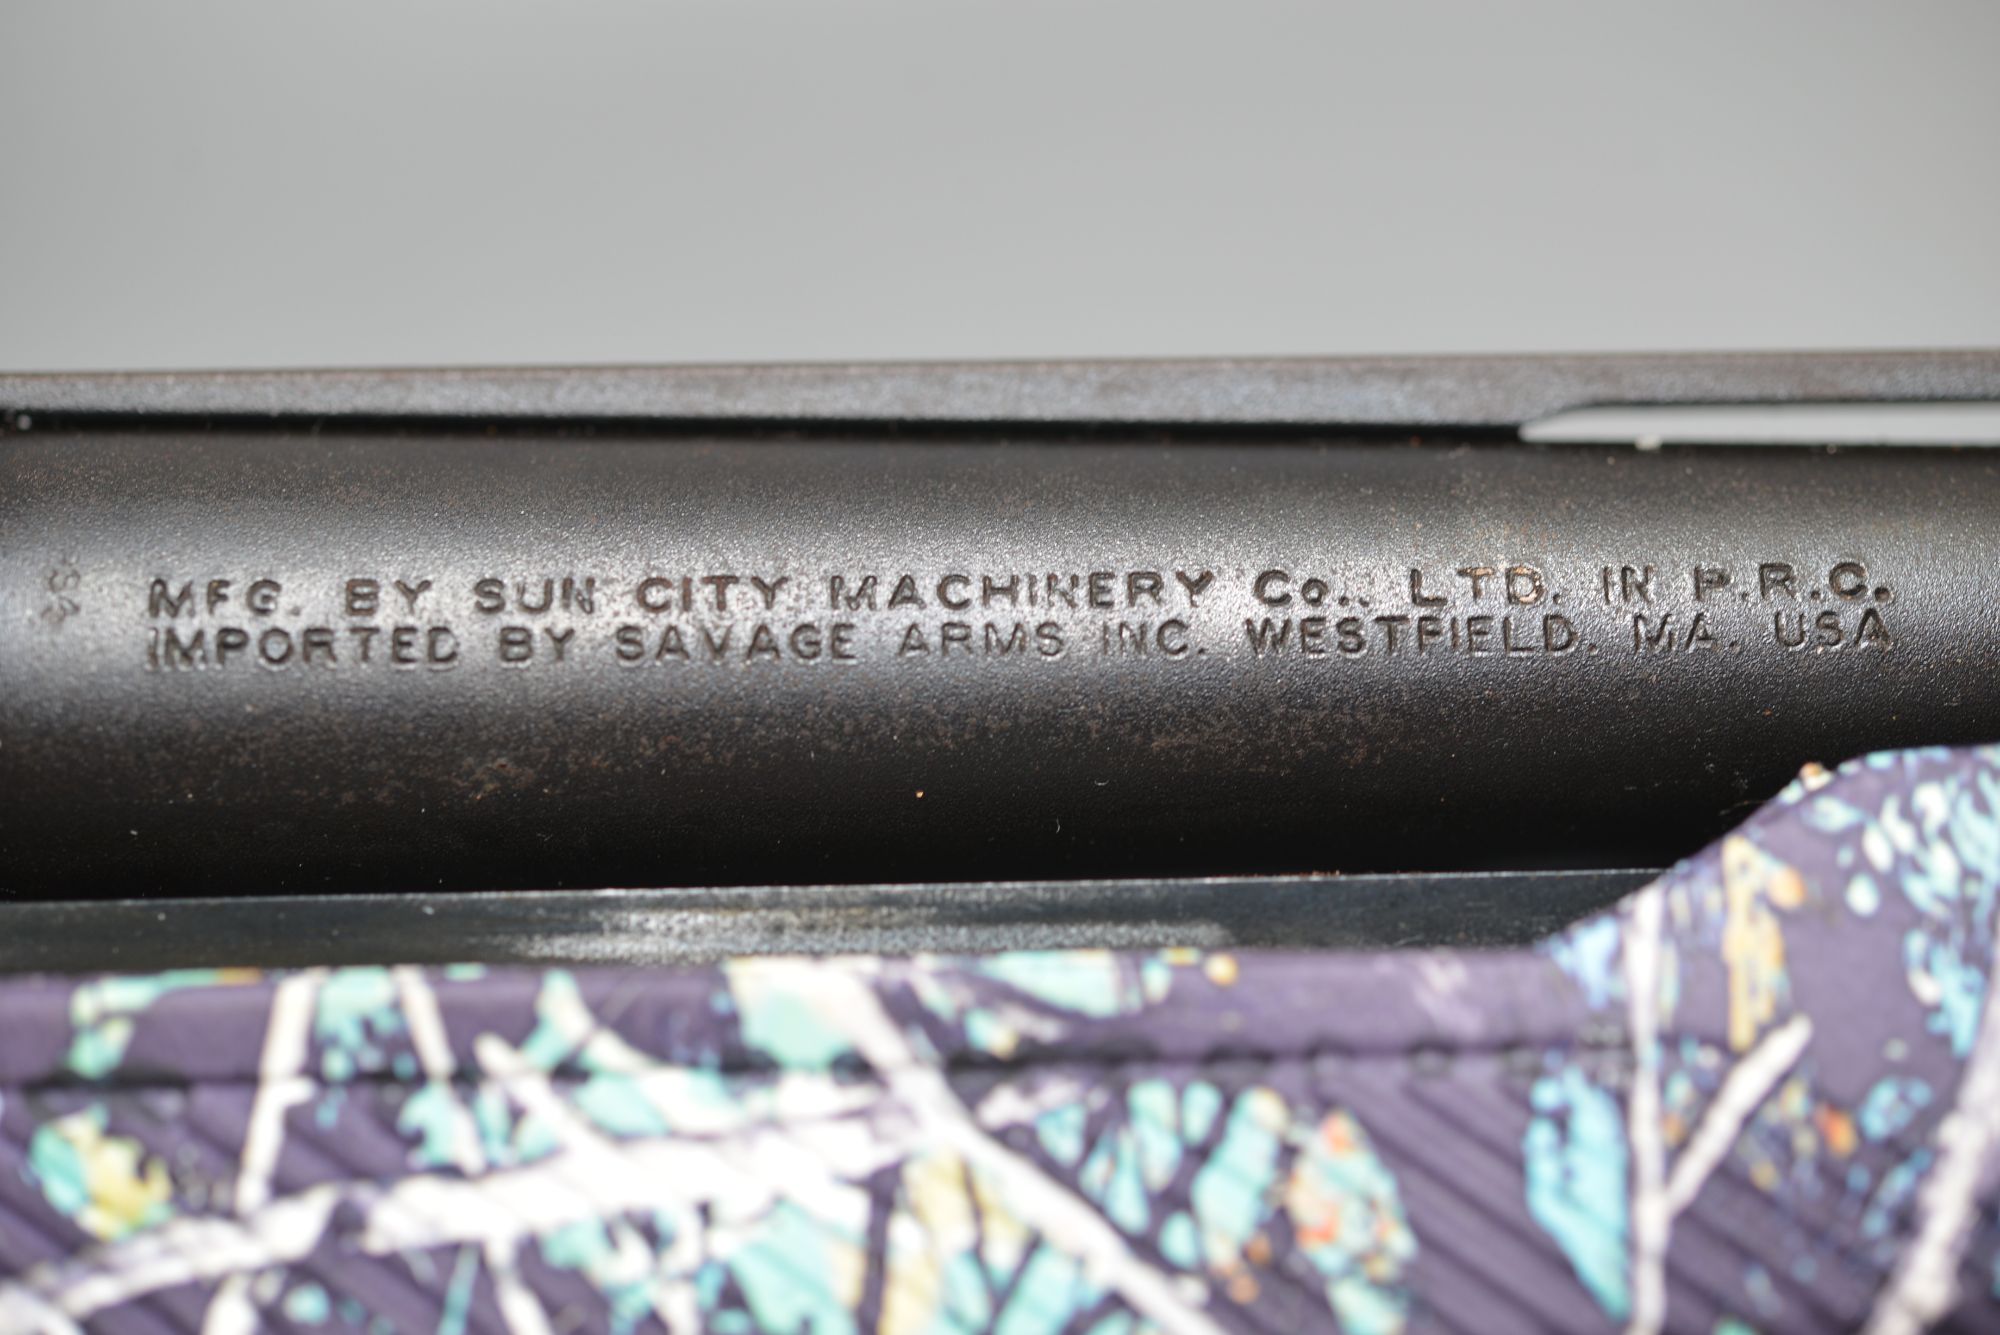 MFG. BY SUN CITY MACHINERY Co., LTD. IN P.R.C.
IMPORTED BY SAVAGE ARMS INC. WESTFIELD, MA. USA